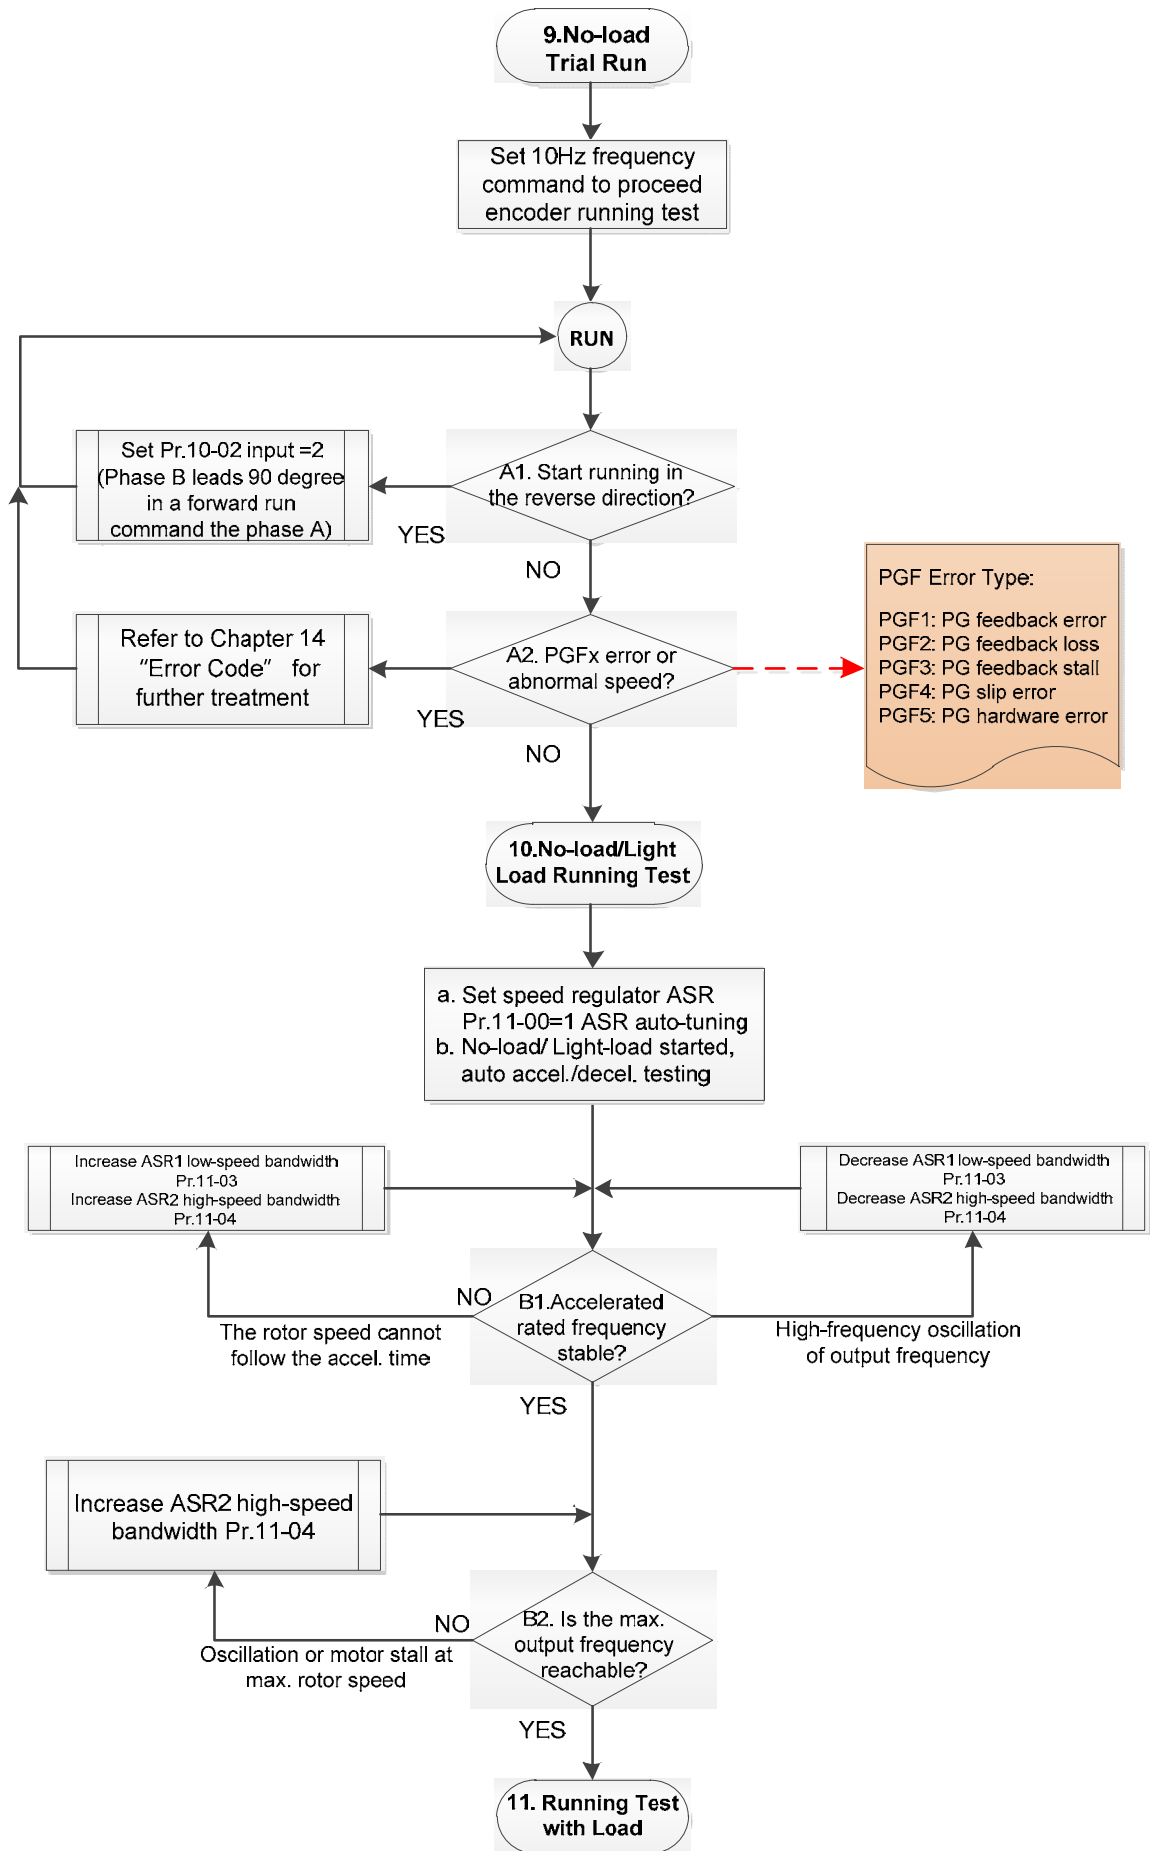 9.No-load
Trial Run
Set 10Hz frequency
command to proceed
encoder running test
RUN
Set Pr.10-02 input =2
(Phase B leads 90 degree
in a forward run
command the phase A)
A1. Start running in
the reverse direction?
YES
NO
Refer to Chapter 14
"Error Code" for
further treatment
A2. PGFx error or
abnormal speed?
YES
NO
PGF Error Type:
PGF1: PG feedback error
PGF2: PG feedback loss
PGF3: PG feedback stall
PGF4: PG slip error
PGF5: PG hardware error
10.No-load/Light
Load Running Test
a. Set speed regulator ASR
Pr.11-00=1 ASR auto-tuning
b. No-load/ Light-load started,
auto accel./decel. testing
Increase ASR1 low-speed bandwidth
Pr.11-03
Increase ASR2 high-speed bandwidth
Pr.11-04
Decrease ASR1 low-speed bandwidth
Pr.11-03
Decrease ASR2 high-speed bandwidth
Pr.11-04
NO
B1.Accelerated
rated frequency
stable?
The rotor speed cannot
follow the accel. time
High-frequency oscillation
of output frequency
YES
Increase ASR2 high-speed
bandwidth Pr.11-04
NO
B2. Is the max.
output frequency
reachable?
Oscillation or motor stall at
max. rotor speed
YES
11. Running Test
with Load